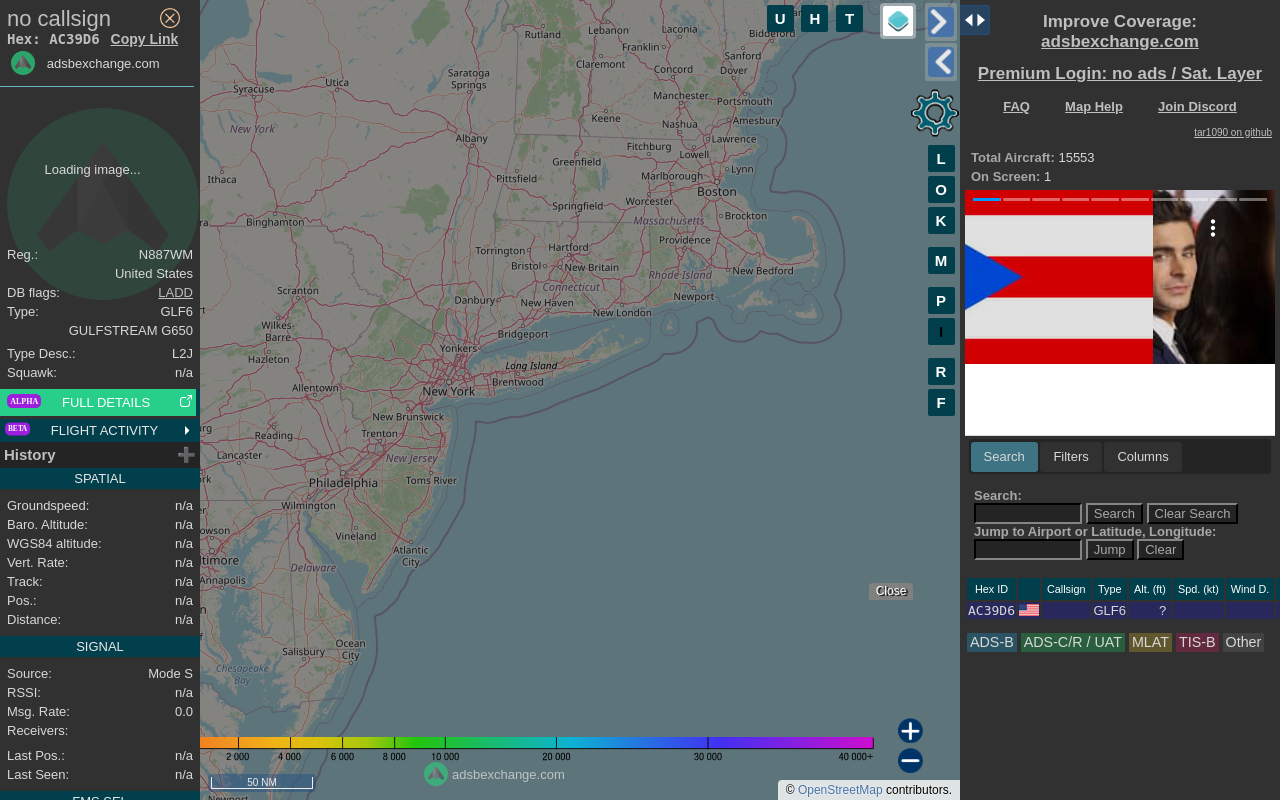 no callsign
Hex: AC39D6 Copy Link
adsbexchange.com
Loading image...
Reg.: N887WM
United States
DB flags: LADD
Type: GLF6
GULFSTREAM G650
Type Desc.: L2J
Squawk: n/a
ALPHA FULL DETAILS
BETA FLIGHT ACTIVITY
History
SPATIAL
Groundspeed: n/a
Baro. Altitude: n/a
WGS84 altitude: n/a
Vert. Rate: n/a
Track: n/a
Pos.: n/a
Distance: n/a
SIGNAL
Source: Mode S
RSSI: n/a
Msg. Rate: 0.0
Receivers:
Last Pos.: n/a
Last Seen: n/a
FMS SEL
U H T
L
O
K
M
P
I
R
F
Rutland
Lebanon
Laconia
Biddeford
Franklin
Sanford
Claremont
Concord
Dover
Saratoga
Springs
Utica
Syracuse
Manchester
Portsmouth
Keene
Nashua
Amesbury
New York
Albany
Lawrence
Fitchburg
Lowell
Greenfield
Lynn
Ithaca
Pittsfield
Marlborough
Boston
Worcester
Springfield
Brockton
Binghamton
Massachusetts
Providence
Torrington
Hartford
Bristol
New Britain
New Bedford
Rhode Island
Connecticut
Scranton
Danbury
New Haven
Newport
New London
Wilkes-
Barre
Bridgeport
Yonkers
Hazleton
Long Island
Brentwood
Allentown
New York
New Brunswick
Reading
Trenton
Lancaster
New Jersey
Toms River
Philadelphia
Wilmington
Vineland
Atlantic
City
Annapolis
Delaware
Ocean
City
Salisbury
Chesapeake
Bay
Newport
Close
2 000 4 000 6 000 8 000 10 000 20 000 30 000 40 000+
adsbexchange.com
50 NM
© OpenStreetMap contributors.
Improve Coverage:
adsbexchange.com
Premium Login: no ads / Sat. Layer
FAQ Map Help Join Discord
tar1090 on github
Total Aircraft: 15553
On Screen: 1
Search Filters Columns
Search:
Search Clear Search
Jump to Airport or Latitude, Longitude:
Jump Clear
Hex ID Callsign Type Alt. (ft) Spd. (kt) Wind D.
AC39D6 GLF6 ?
ADS-B ADS-C/R / UAT MLAT TIS-B Other